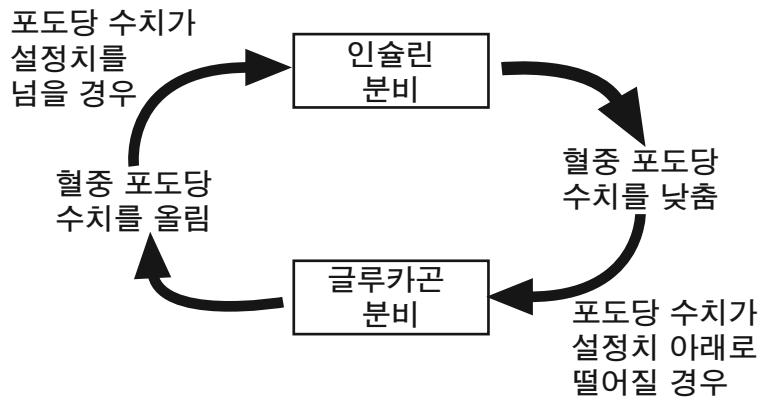 포도당 수치가
설정치를
넘을 경우
인슐린
분비
혈중 포도당
수치를 낮춤
혈중 포도당
수치를 올림
글루카곤
분비
포도당 수치가
설정치 아래로
떨어질 경우